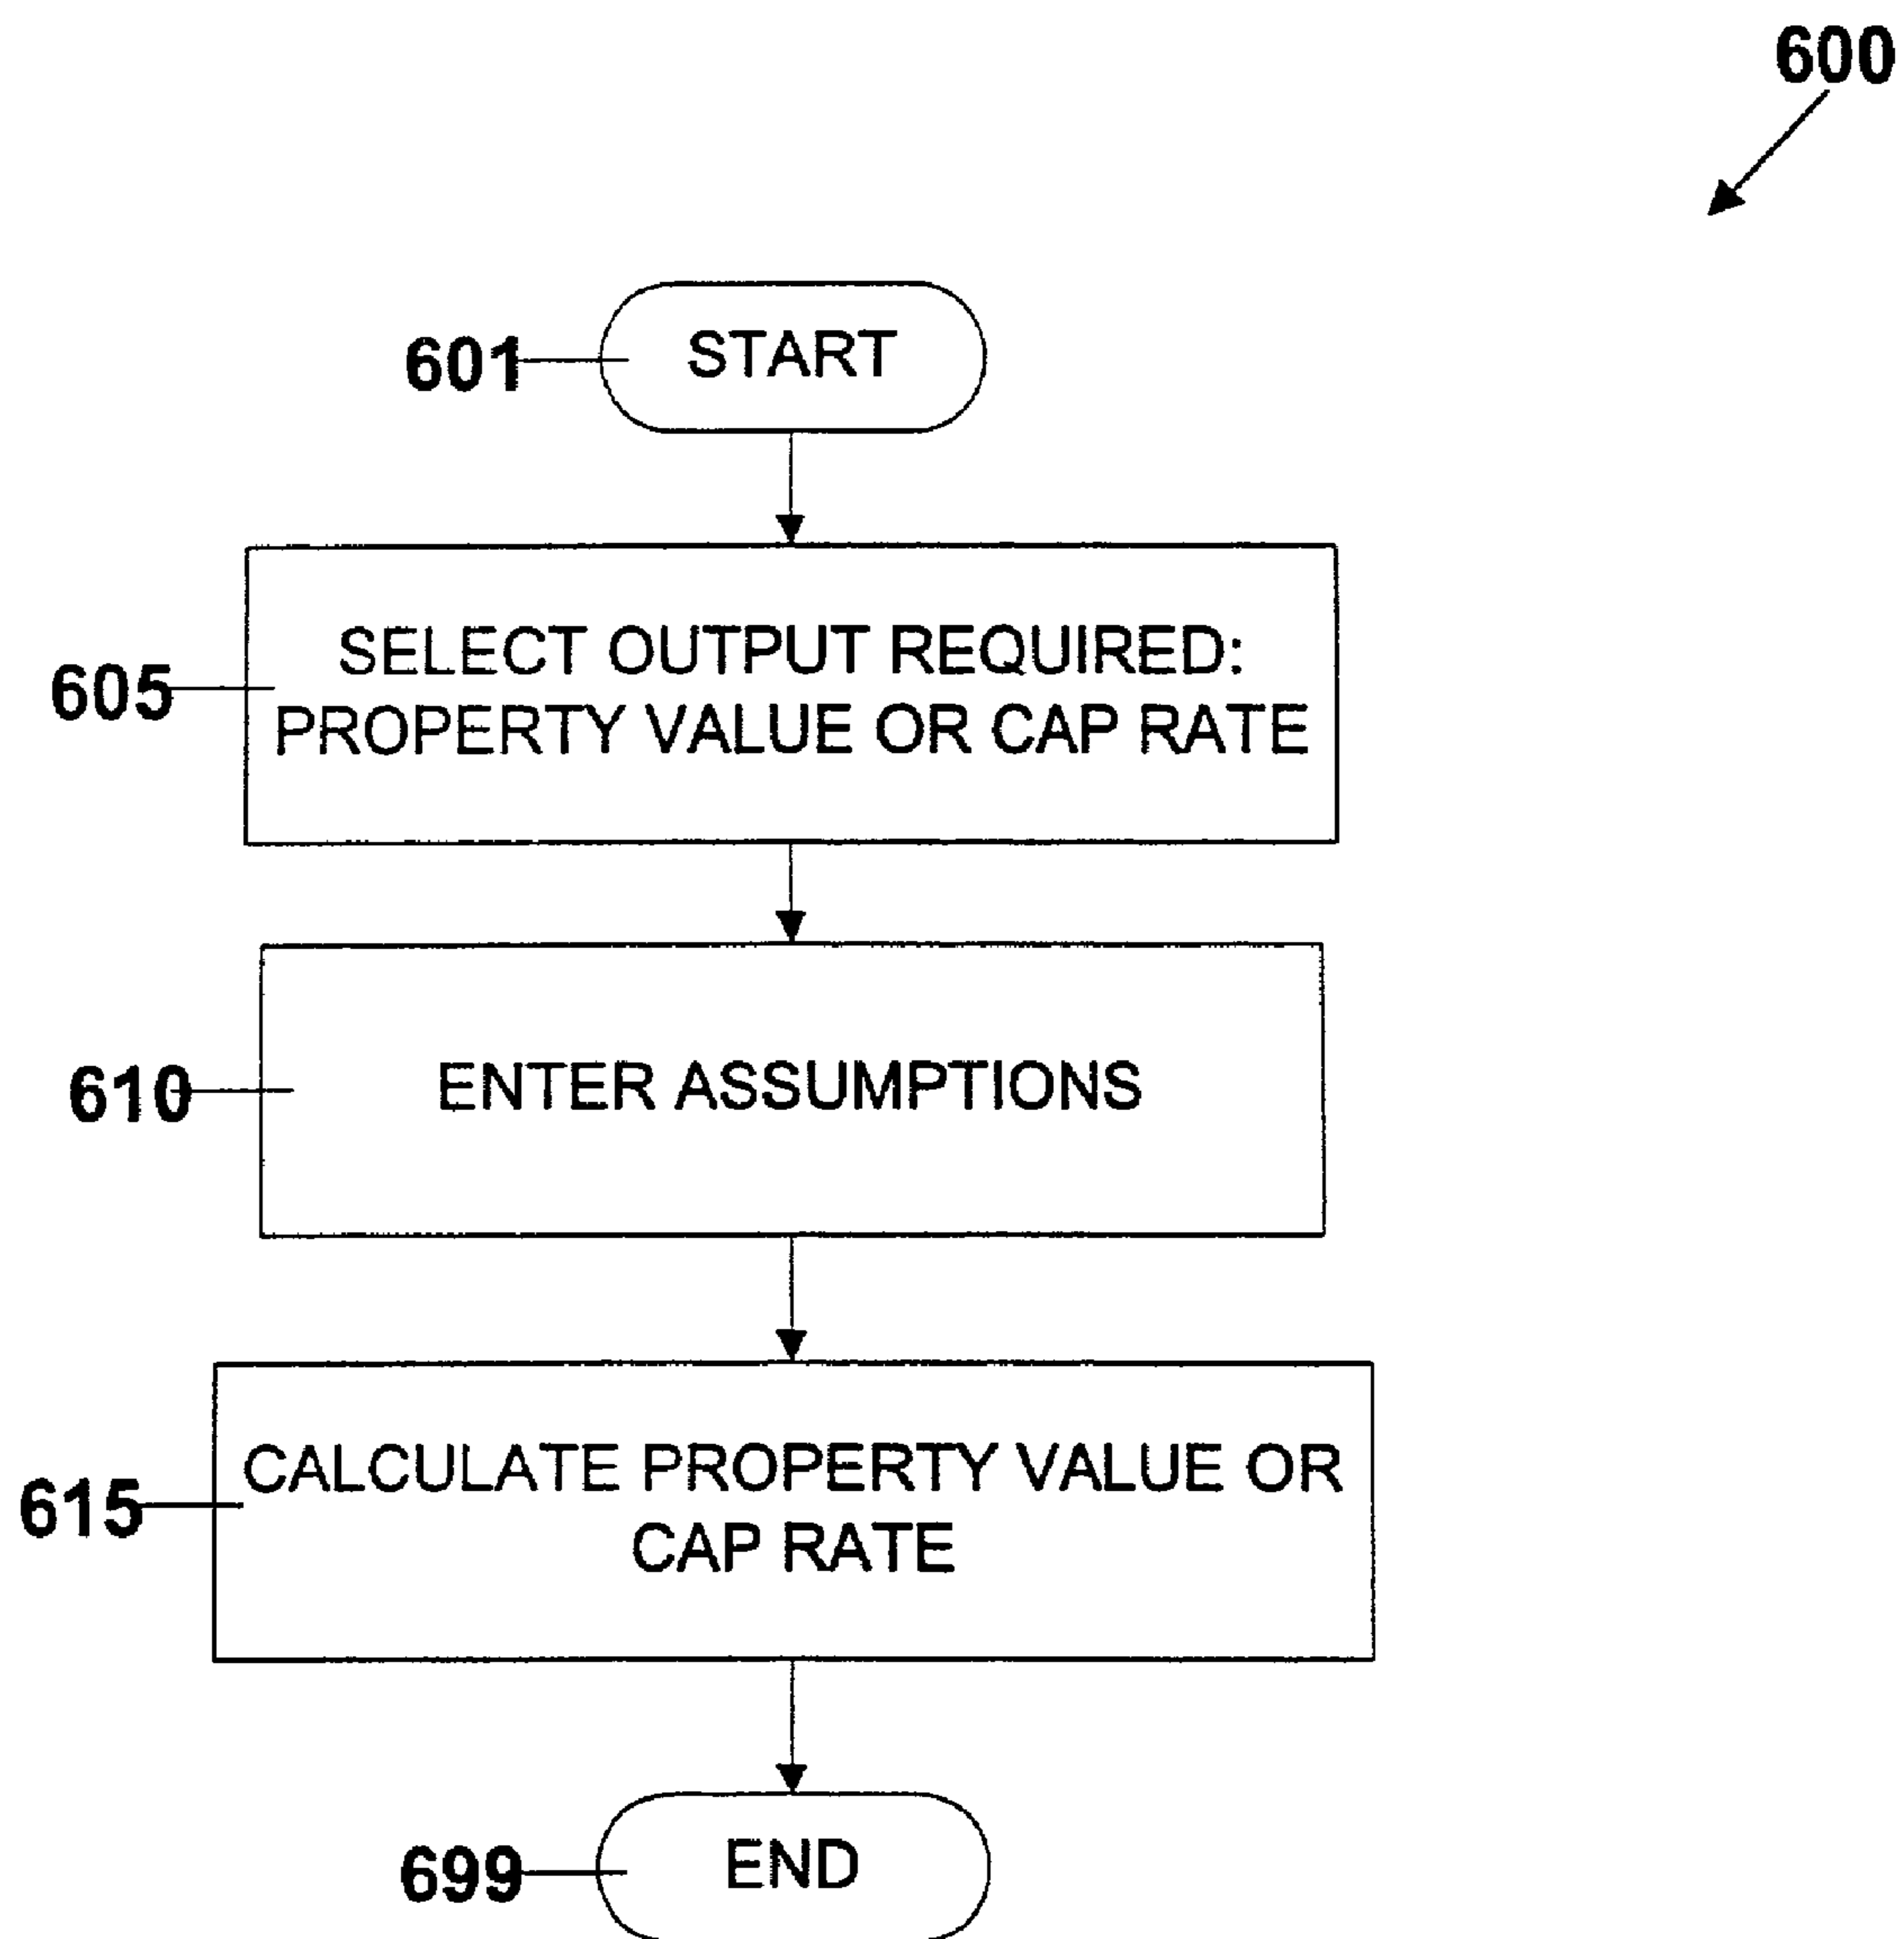 600
601
START
605
SELECT OUTPUT REQUIRED:
PROPERTY VALUE OR CAP RATE
610
ENTER ASSUMPTIONS
615
CALCULATE PROPERTY VALUE OR
CAP RATE
699
END